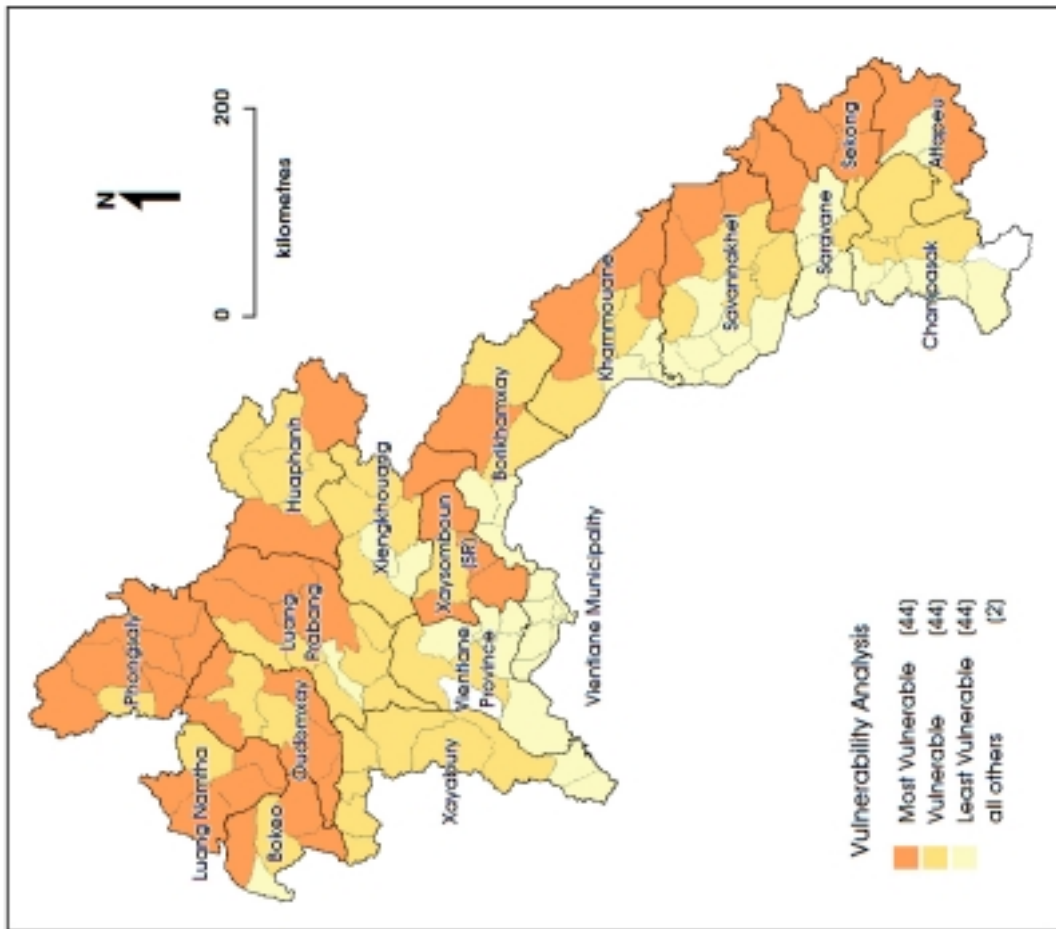 N
0 200
kilometres
Phongsaly
Luang Namtha
Bokeo
Oudomxay
Luang
Prabang
Huaphanh
Xiengkhouang
Xayabury
Vientiane
Province
Xaysomboun
(SR)
Borikhamxay
Vientiane Municipality
Khammouane
Savannakhet
Saravane
Sekong
Champasak
Attapeu
Vulnerability Analysis
Most Vulnerable [44]
Vulnerable [44]
Least Vulnerable [44]
all others [2]